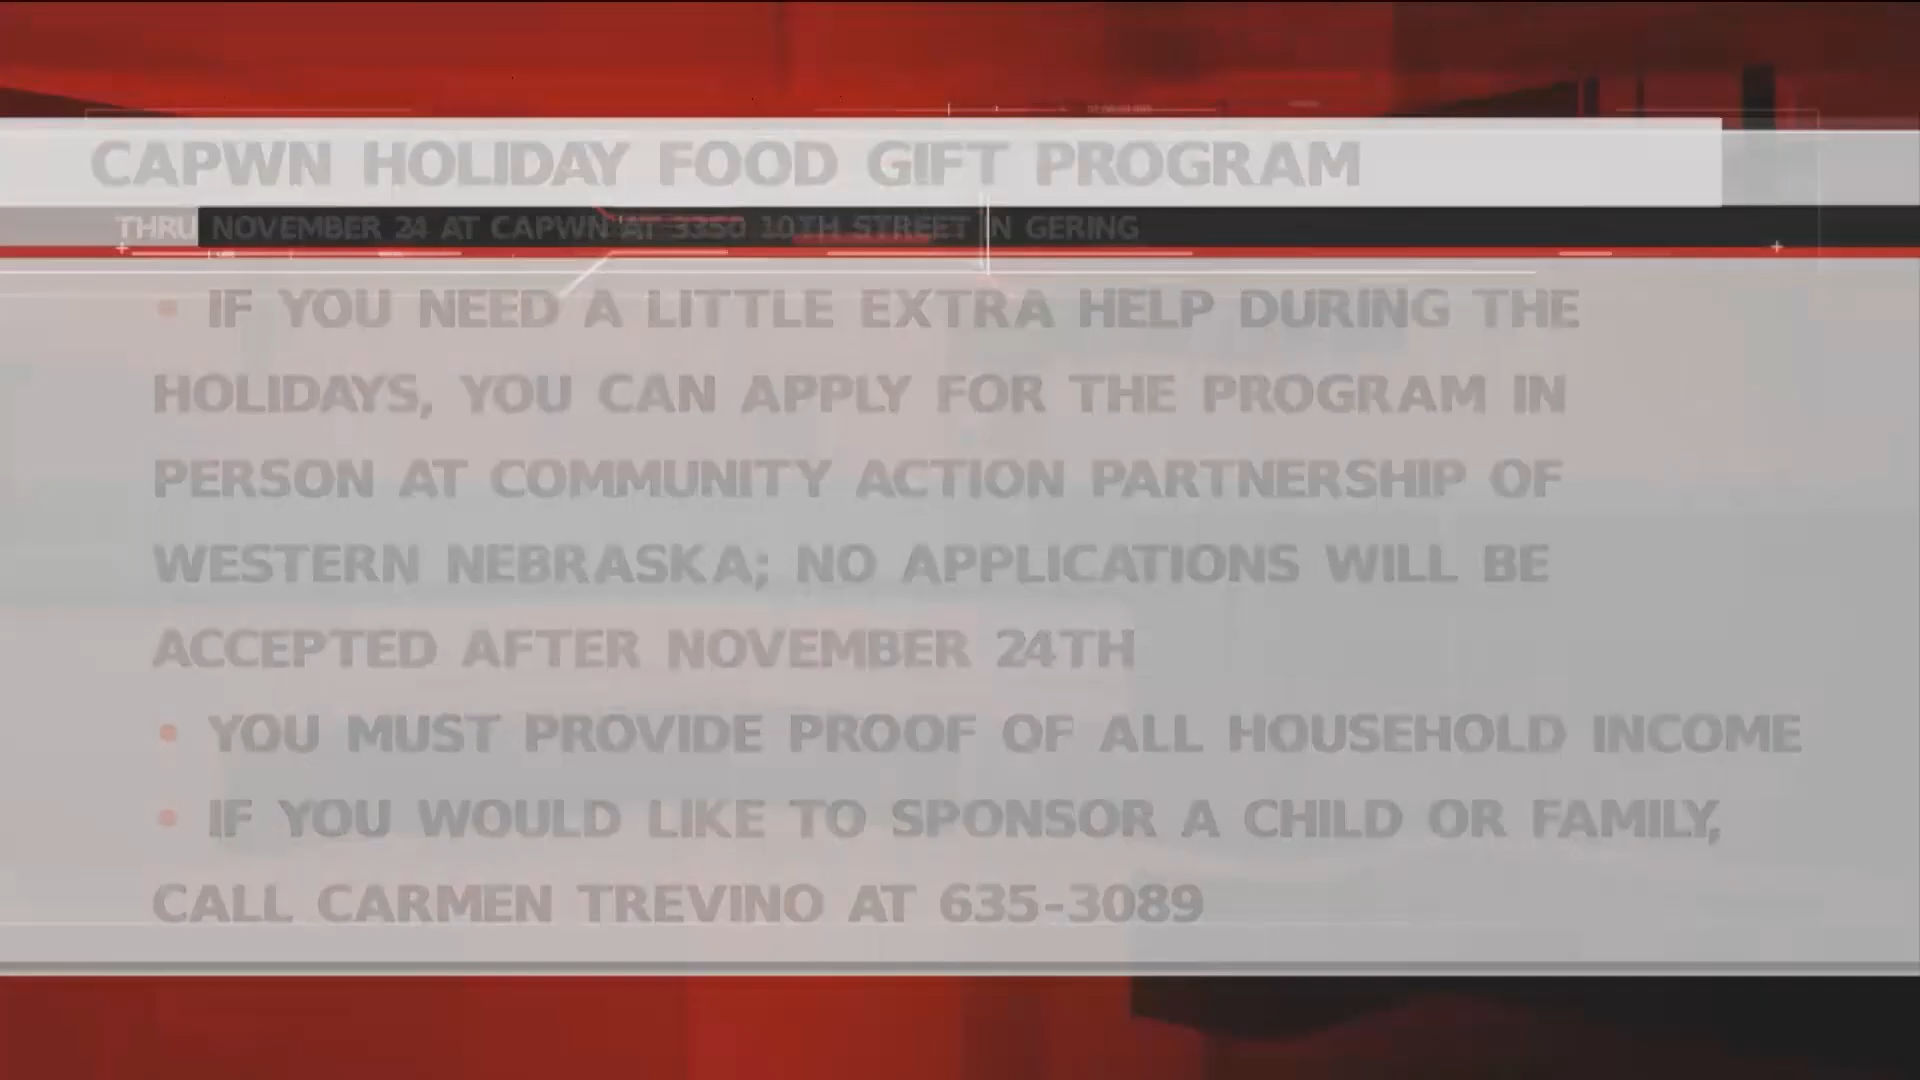 CAPWN HOLIDAY FOOD GIFT PROGRAM
THRU NOVEMBER 24 AT CAPWN AT 3350 10TH STREET IN GERING
• IF YOU NEED A LITTLE EXTRA HELP DURING THE
HOLIDAYS, YOU CAN APPLY FOR THE PROGRAM IN
PERSON AT COMMUNITY ACTION PARTNERSHIP OF
WESTERN NEBRASKA; NO APPLICATIONS WILL BE
ACCEPTED AFTER NOVEMBER 24TH
• YOU MUST PROVIDE PROOF OF ALL HOUSEHOLD INCOME
• IF YOU WOULD LIKE TO SPONSOR A CHILD OR FAMILY,
CALL CARMEN TREVINO AT 635-3089